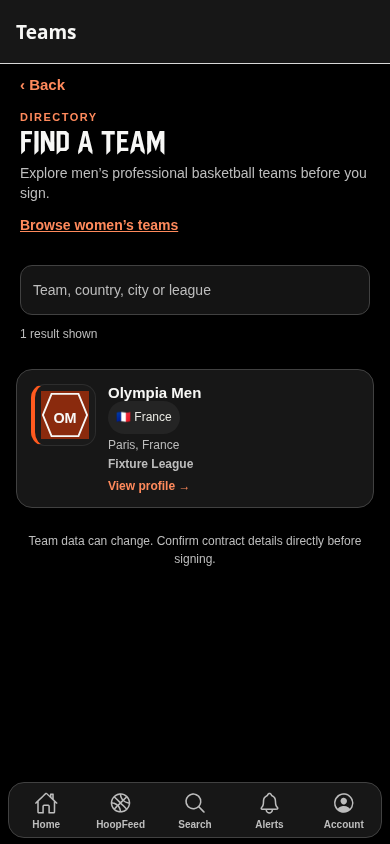 Teams
‹ Back
DIRECTORY
FIND A TEAM
Explore men’s professional basketball teams before you
sign.
Browse women’s teams
Team, country, city or league
1 result shown
OM
Olympia Men
🇫🇷 France
Paris, France
Fixture League
View profile →
Team data can change. Confirm contract details directly before
signing.
Home
HoopFeed
Search
Alerts
Account